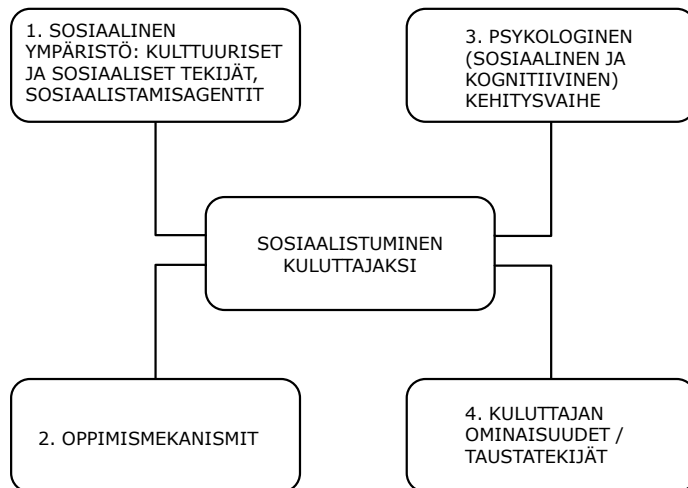 1. SOSIAALINEN
YMPÄRISTÖ: KULTTUURISET
JA SOSIAALISET TEKIJÄT,
SOSIAALISTAMISAGENTIT
3. PSYKOLOGINEN
(SOSIAALINEN JA
KOGNITIIVINEN)
KEHITYSVAIHE
SOSIAALISTUMINEN
KULUTTAJAKSI
2. OPPIMISMEKANISMIT
4. KULUTTAJAN
OMINAISUUDET /
TAUSTATEKIJÄT